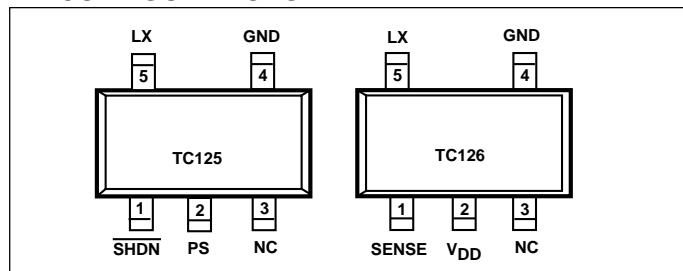 LX GND LX GND
5 4 5 4
TC125 TC126
1 2 3 1 2 3
SHDN PS NC SENSE VDD NC